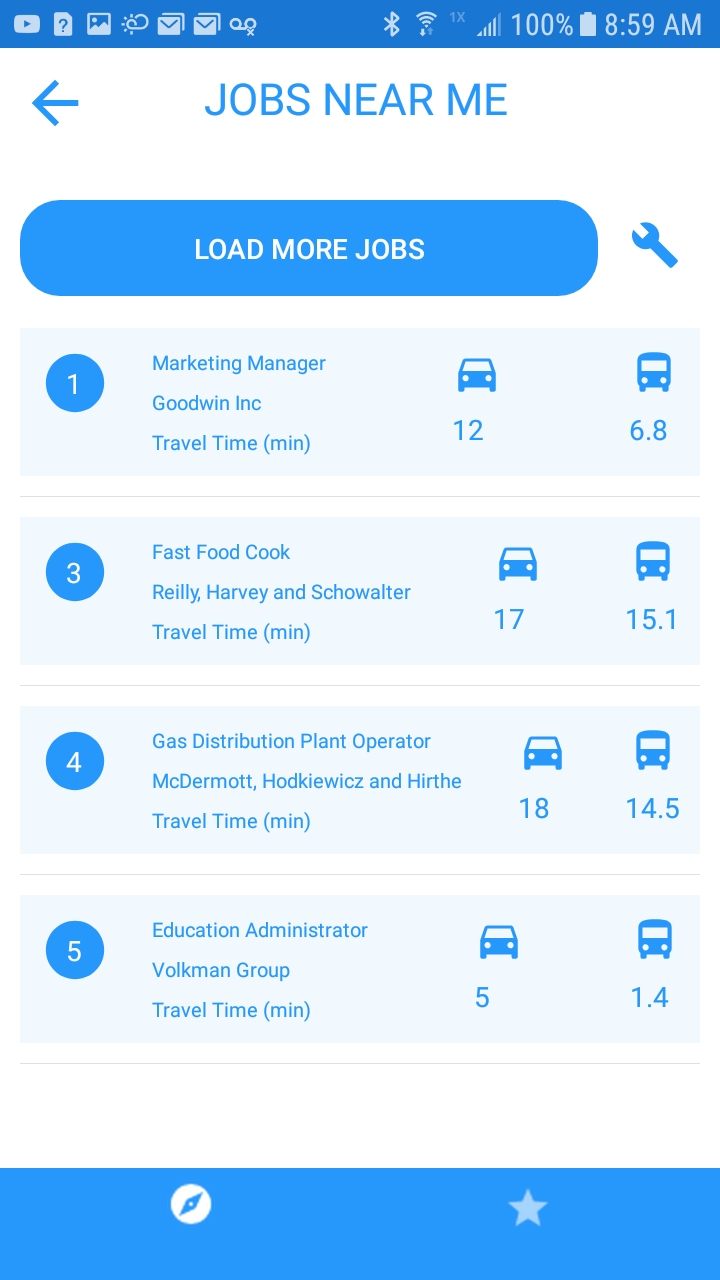 1X 100% 8:59 AM
JOBS NEAR ME
LOAD MORE JOBS
1
Marketing Manager
Goodwin Inc
Travel Time (min)
12
6.8
3
Fast Food Cook
Reilly, Harvey and Schowalter
Travel Time (min)
17
15.1
4
Gas Distribution Plant Operator
McDermott, Hodkiewicz and Hirthe
Travel Time (min)
18
14.5
5
Education Administrator
Volkman Group
Travel Time (min)
5
1.4